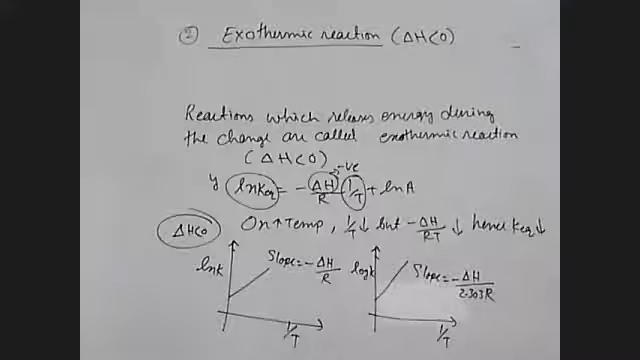 ② Exothermic reaction (ΔH<0)
Reactions which releases energy during
the change are called exothermic reaction
(ΔH<0)
-ve
y lnKeq = -ΔH/R 1/T + lnA
ΔH<0 On ↑ Temp, 1/T ↓ but -ΔH/RT ↓ hence Keq ↓
lnK Slope = -ΔH/R logK Slope = -ΔH/2.303R
1/T 1/T